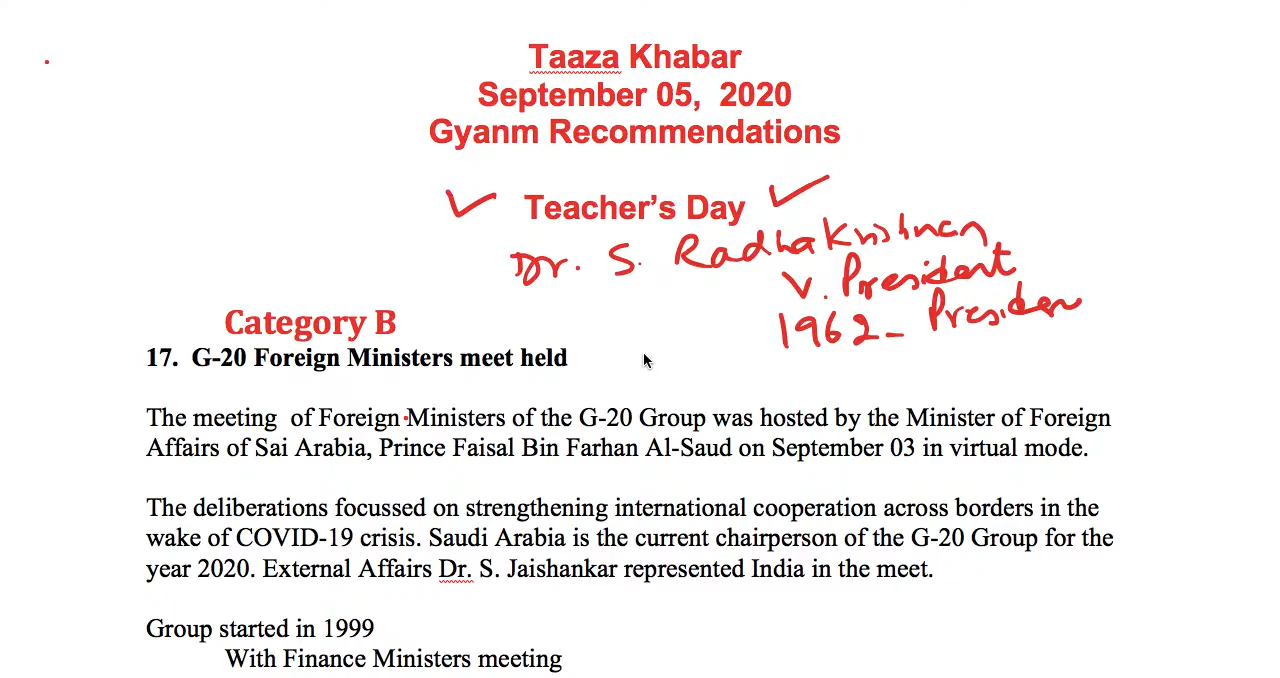 Taaza Khabar
September 05, 2020
Gyanm Recommendations
Teacher's Day
Dr. S. Radhakrishnan
V. President
1962- Presiden
Category B
17. G-20 Foreign Ministers meet held
The meeting of Foreign Ministers of the G-20 Group was hosted by the Minister of Foreign
Affairs of Sai Arabia, Prince Faisal Bin Farhan Al-Saud on September 03 in virtual mode.
The deliberations focussed on strengthening international cooperation across borders in the
wake of COVID-19 crisis. Saudi Arabia is the current chairperson of the G-20 Group for the
year 2020. External Affairs Dr. S. Jaishankar represented India in the meet.
Group started in 1999
With Finance Ministers meeting